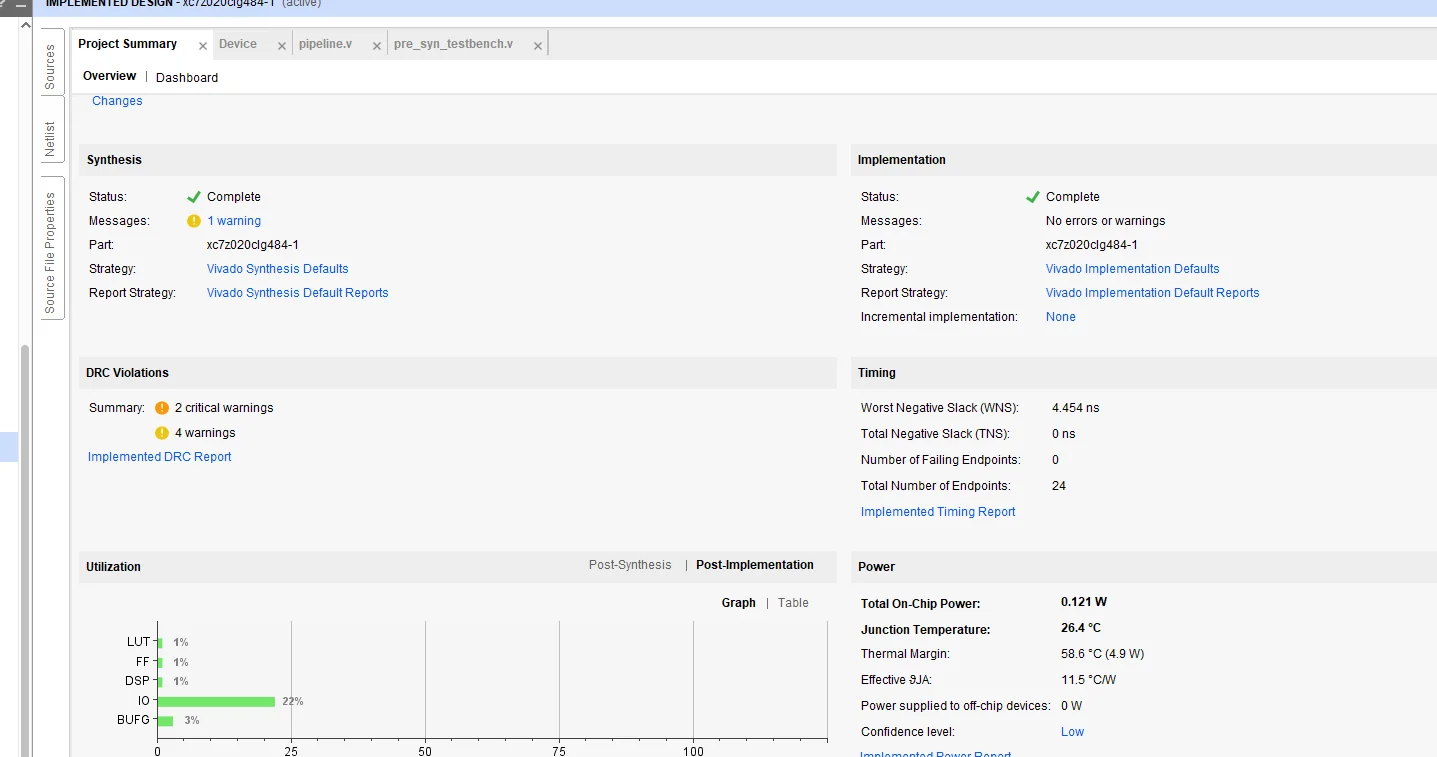 IMPLEMENTED DESIGN - xc7z020clg484-1 (active)
Sources
Netlist
Source File Properties
Project Summary × Device × pipeline.v × pre_syn_testbench.v ×
Overview | Dashboard
Changes
Synthesis
Status: Complete
Messages: 1 warning
Part: xc7z020clg484-1
Strategy: Vivado Synthesis Defaults
Report Strategy: Vivado Synthesis Default Reports
Implementation
Status: Complete
Messages: No errors or warnings
Part: xc7z020clg484-1
Strategy: Vivado Implementation Defaults
Report Strategy: Vivado Implementation Default Reports
Incremental implementation: None
DRC Violations
Summary: 2 critical warnings
4 warnings
Implemented DRC Report
Timing
Worst Negative Slack (WNS): 4.454 ns
Total Negative Slack (TNS): 0 ns
Number of Failing Endpoints: 0
Total Number of Endpoints: 24
Implemented Timing Report
Utilization Post-Synthesis | Post-Implementation
Graph | Table
LUT 1%
FF 1%
DSP 1%
IO 22%
BUFG 3%
0 25 50 75 100
Power
Total On-Chip Power: 0.121 W
Junction Temperature: 26.4 °C
Thermal Margin: 58.6 °C (4.9 W)
Effective ϑJA: 11.5 °C/W
Power supplied to off-chip devices: 0 W
Confidence level: Low
Implemented Power Report